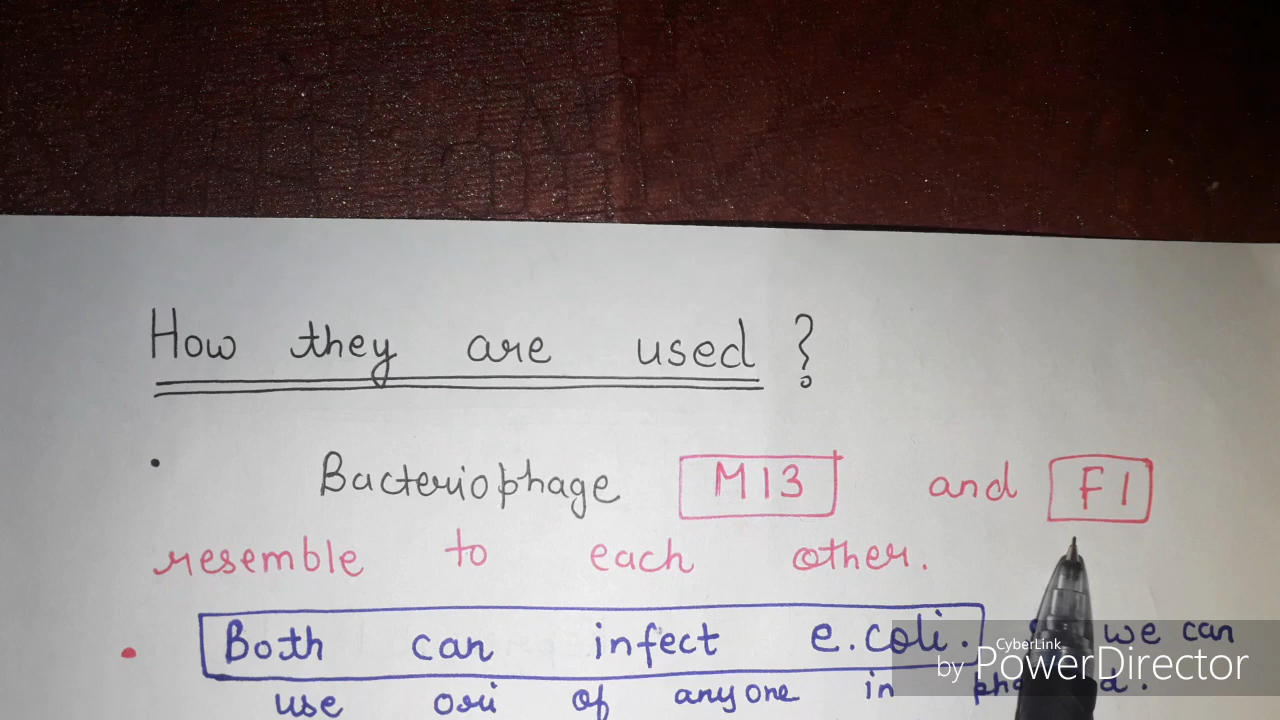 How they are used ?
• Bacteriophage M13 and F1
resemble to each other.
• Both can infect e.coli. we can
use ori of anyone in
CyberLink
by PowerDirector